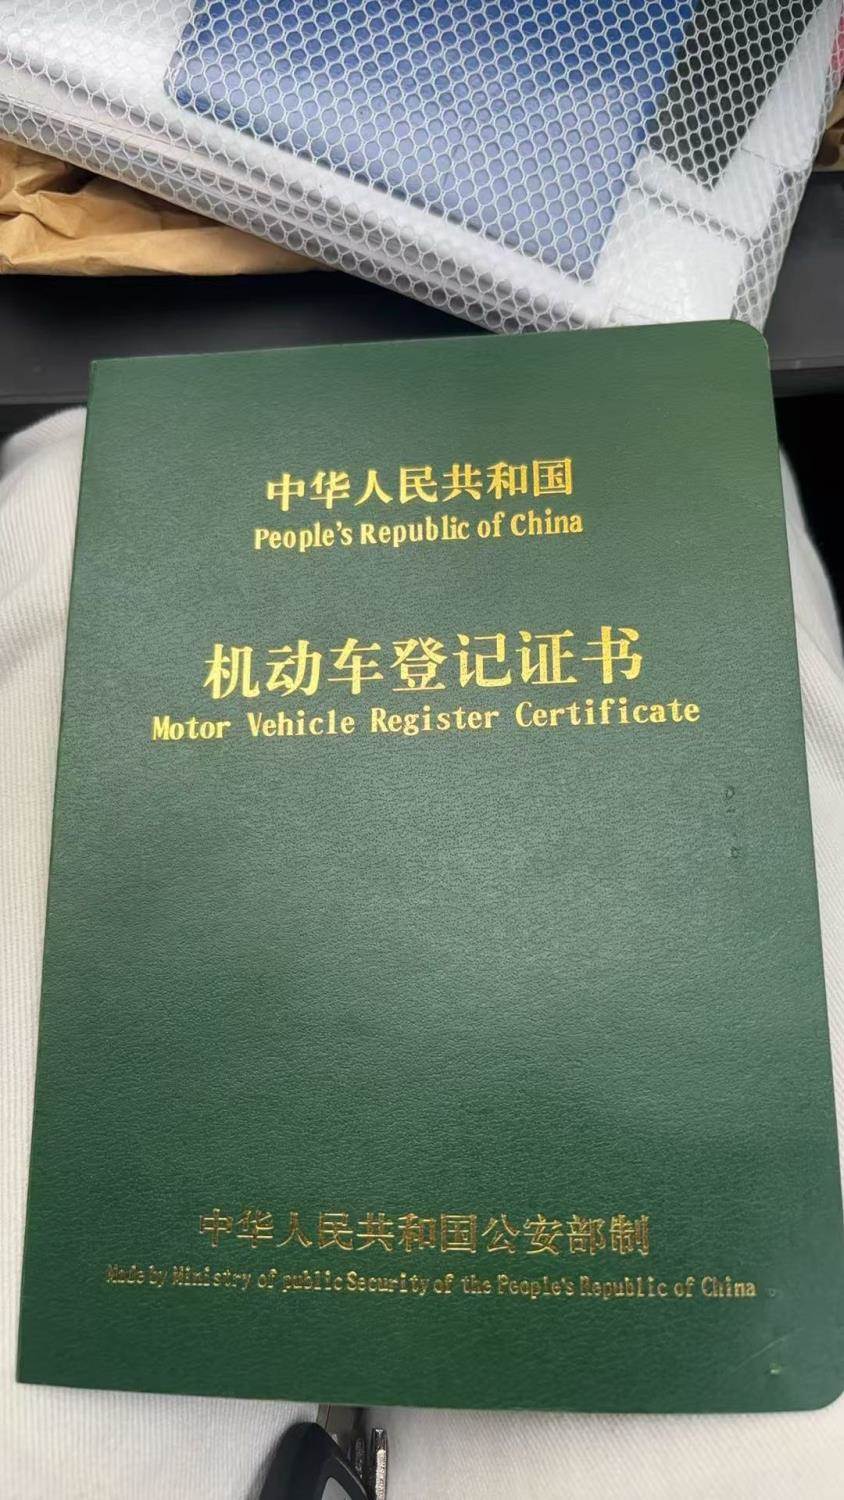 中华人民共和国
People's Republic of China
机动车登记证书
Motor Vehicle Register Certificate
中华人民共和国公安部制
Made by Ministry of public Security of the People's Republic of China